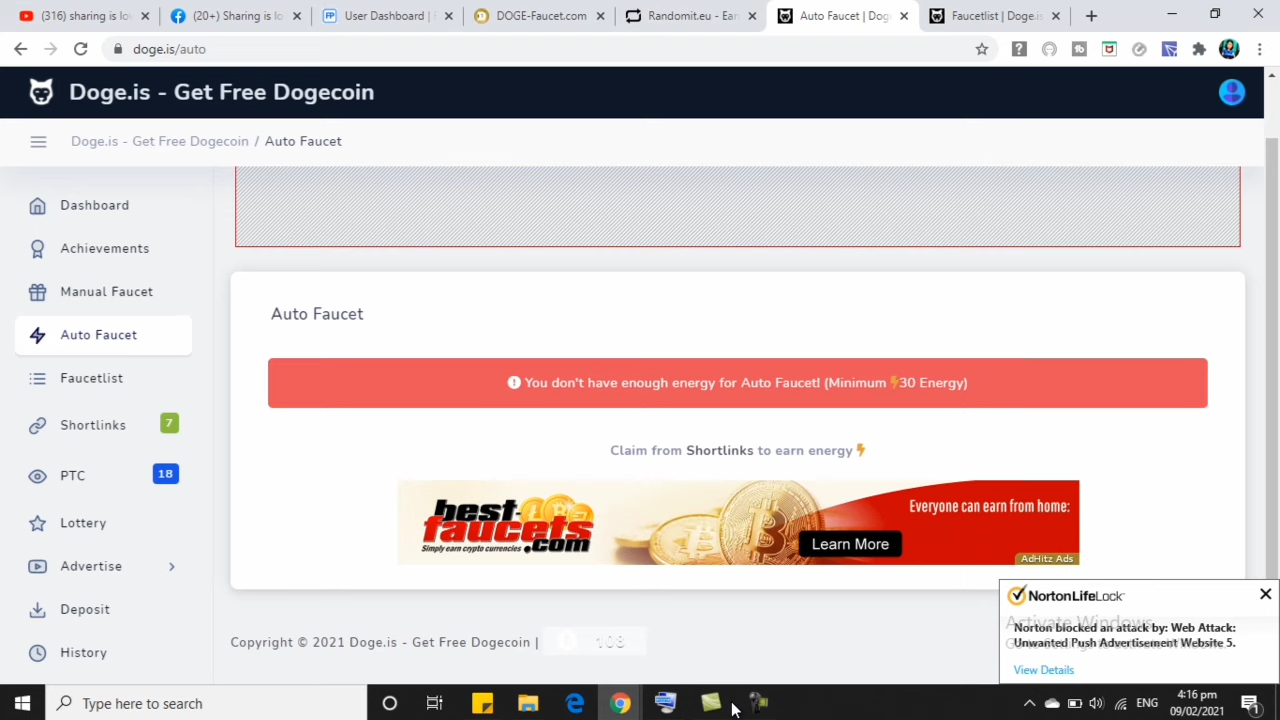 (316) sharing is lov
(20+) Sharing is lo
User Dashboard | F
DOGE-Faucet.com
Randomit.eu - Earn
Auto Faucet | Dog
Faucetlist | Doge.is
doge.is/auto
Doge.is - Get Free Dogecoin
Doge.is - Get Free Dogecoin / Auto Faucet
Dashboard
Achievements
Manual Faucet
Auto Faucet
Faucetlist
Shortlinks 7
PTC 18
Lottery
Advertise
Deposit
History
Auto Faucet
You don't have enough energy for Auto Faucet! (Minimum 30 Energy)
Claim from Shortlinks to earn energy
best-faucets.com
Simply earn crypto currencies
Everyone can earn from home:
Learn More
AdHitz Ads
Copyright © 2021 Doge.is - Get Free Dogecoin | 108
NortonLifeLock
Activate Windows
Norton blocked an attack by: Web Attack:
Unwanted Push Advertisement Website 5.
View Details
Type here to search
ENG
4:16 pm
09/02/2021
1